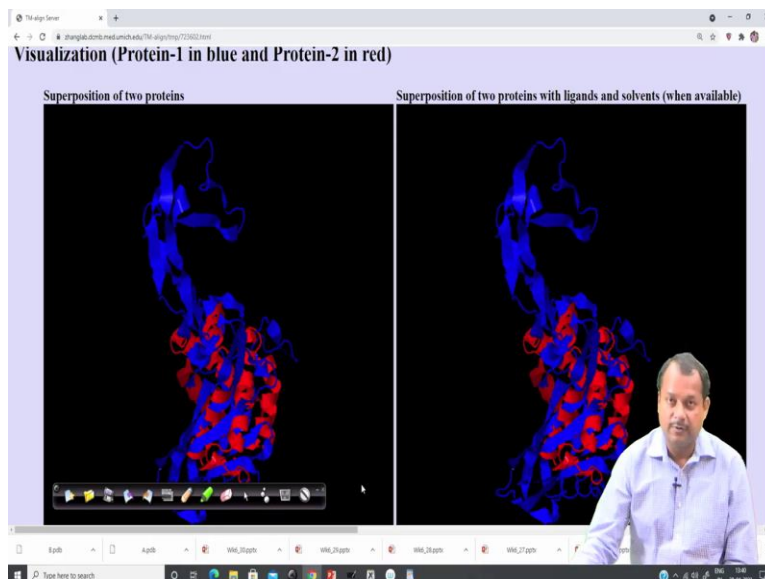 TM-align Server
zhanglab.dcmb.med.umich.edu/TM-align/tmp/725602.html
Visualization (Protein-1 in blue and Protein-2 in red)
Superposition of two proteins
Superposition of two proteins with ligands and solvents (when available)
B.pdb
A.pdb
Wk6_30.pptx
Wk6_29.pptx
Wk6_28.pptx
Wk6_27.pptx
Type here to search
ENG
13:40